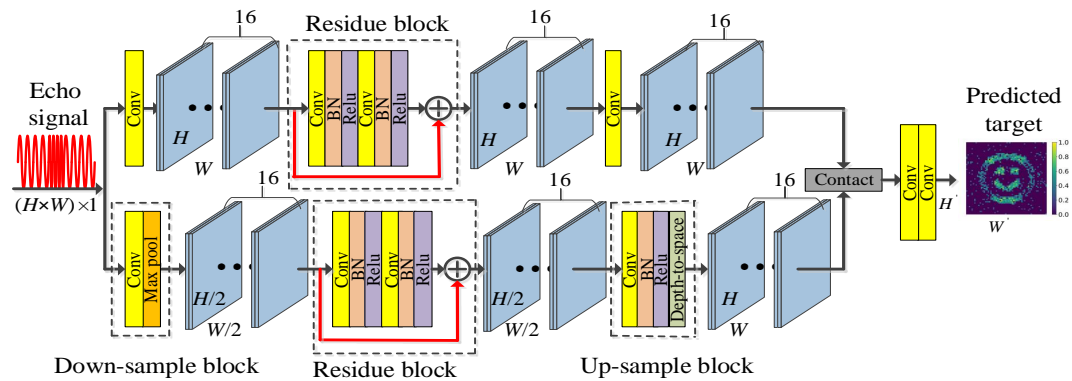 16
Residue block
16
16
Echo
signal
Conv
H
W
Conv
BN
Relu
Conv
BN
Relu
H
W
Conv
H
W
Predicted
target
1.0
0.8
0.6
0.4
0.2
0.0
(H×W)×1
Contact
Conv
Conv
H'
W'
16
16
16
Conv
Max pool
H/2
W/2
Conv
BN
Relu
Conv
BN
Relu
H/2
W/2
Conv
BN
Relu
Depth-to-space
H
W
Down-sample block
Residue block
Up-sample block